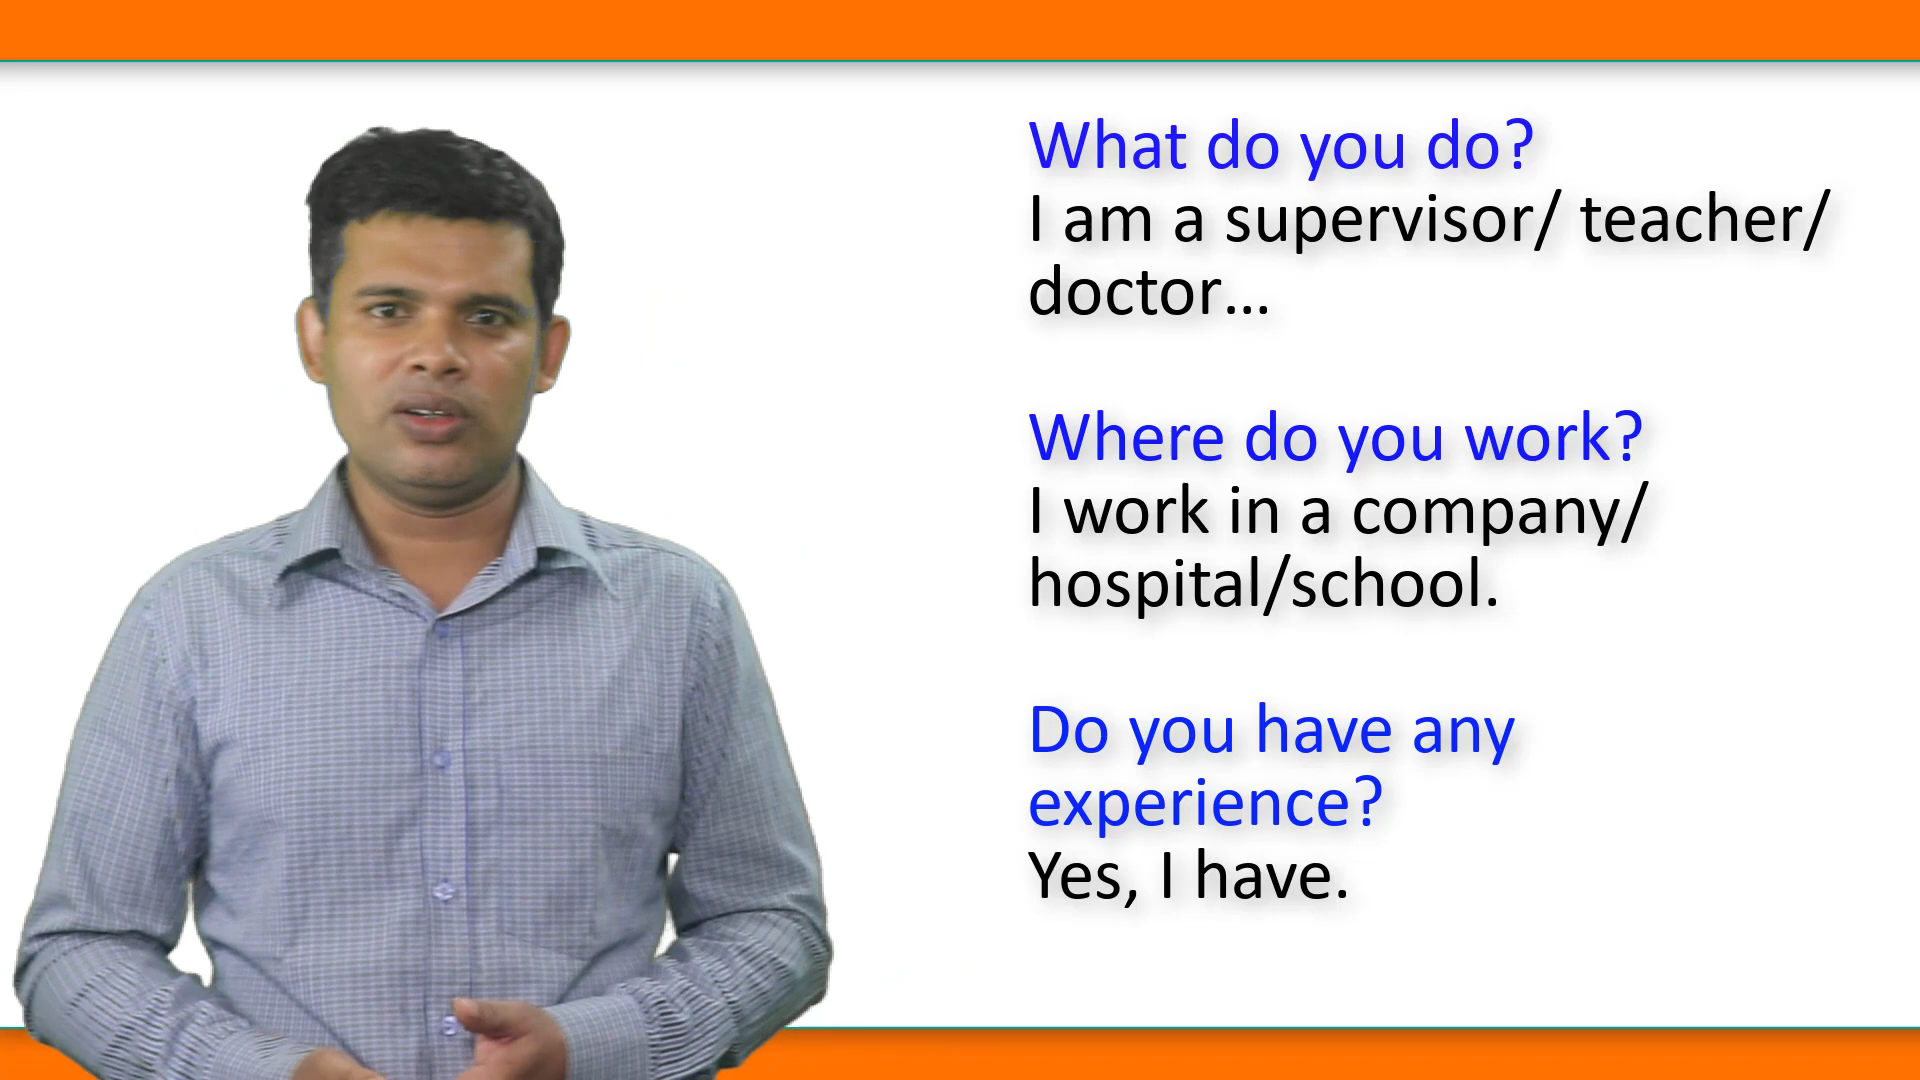 What do you do?
I am a supervisor/ teacher/
doctor...
Where do you work?
I work in a company/
hospital/school.
Do you have any
experience?
Yes, I have.